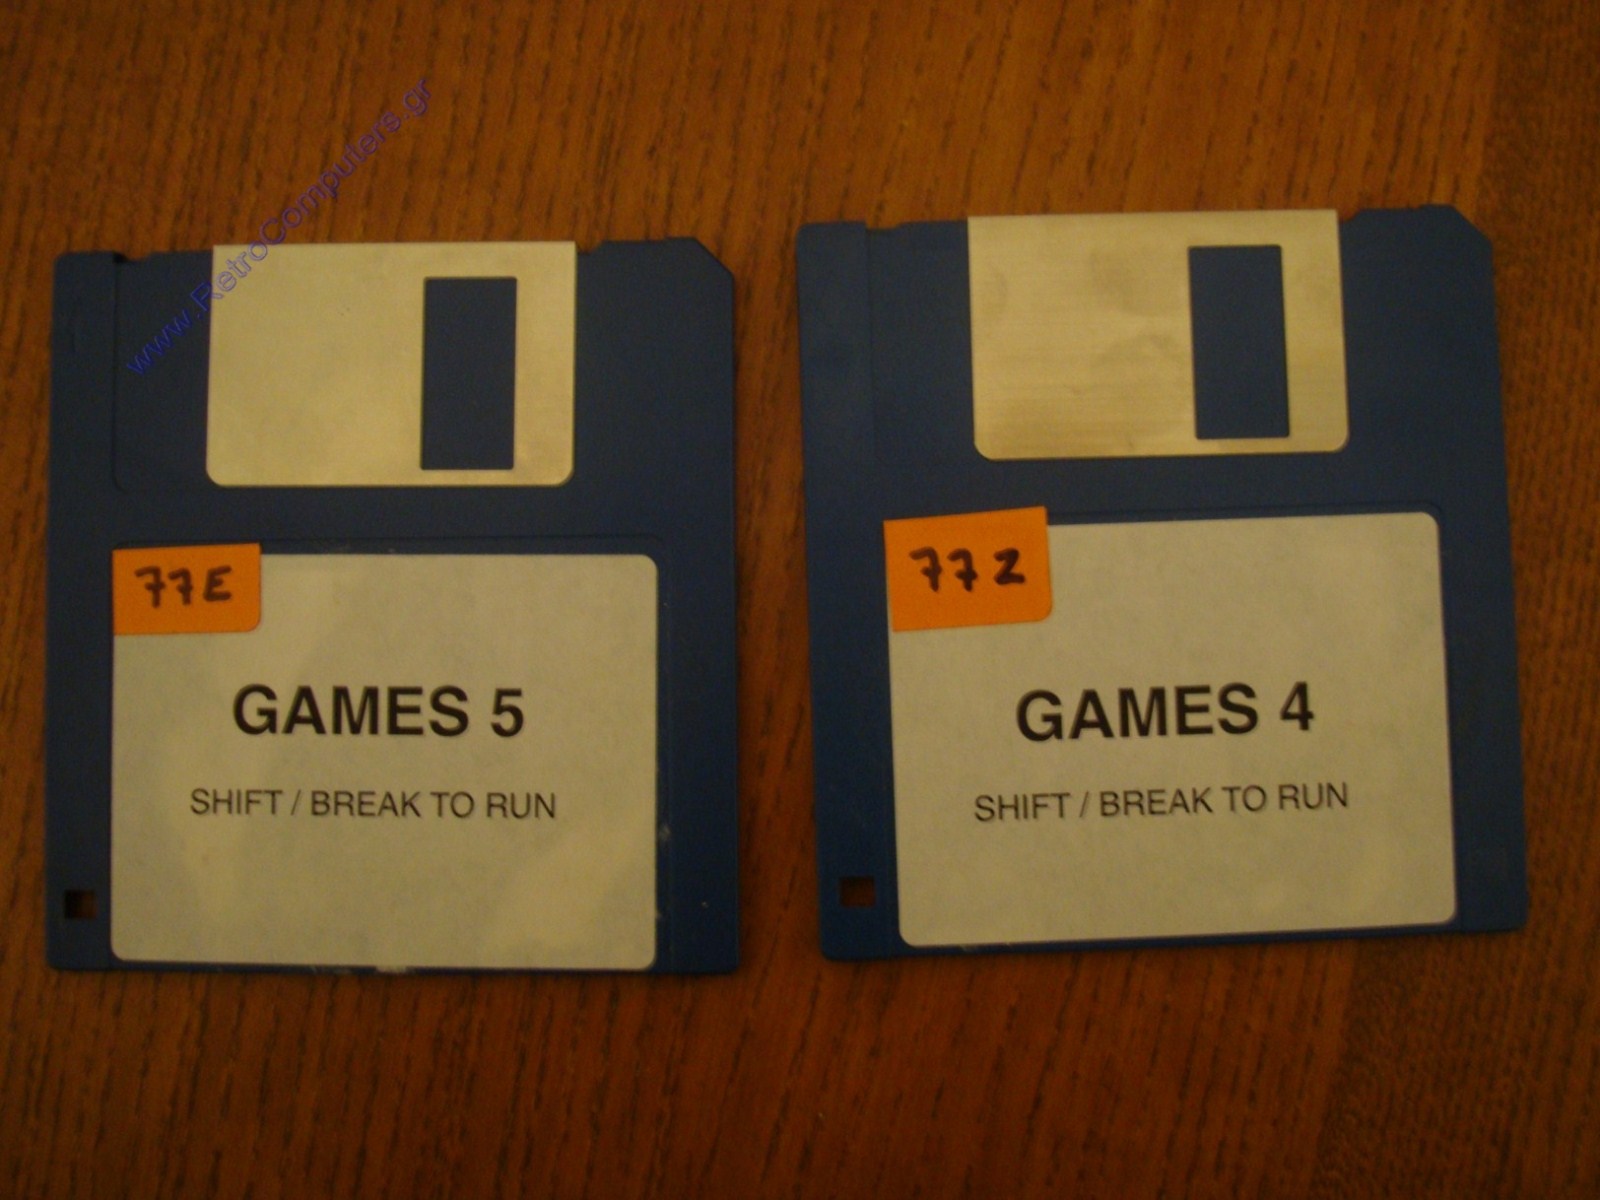 www.RetroComputers.gr
77E
GAMES 5
SHIFT / BREAK TO RUN
77Z
GAMES 4
SHIFT / BREAK TO RUN